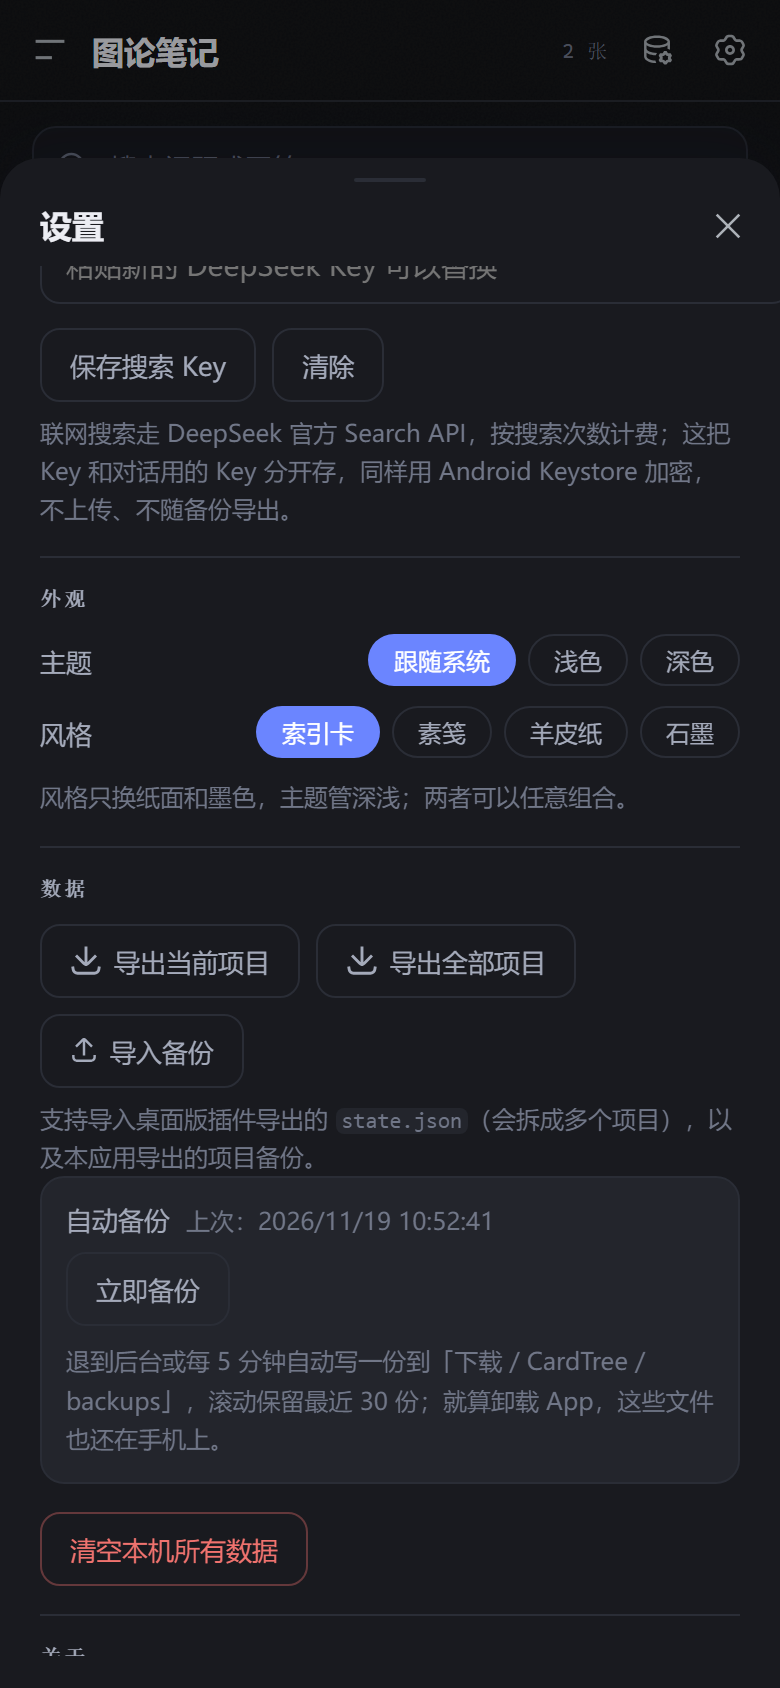 图论笔记
2 张
设置
粘贴新的 DeepSeek Key 可以替换
保存搜索 Key
清除
联网搜索走 DeepSeek 官方 Search API，按搜索次数计费；这把
Key 和对话用的 Key 分开存，同样用 Android Keystore 加密，
不上传、不随备份导出。
外观
主题
跟随系统
浅色
深色
风格
索引卡
素笺
羊皮纸
石墨
风格只换纸面和墨色，主题管深浅；两者可以任意组合。
数据
导出当前项目
导出全部项目
导入备份
支持导入桌面版插件导出的 state.json（会拆成多个项目），以
及本应用导出的项目备份。
自动备份 上次：2026/11/19 10:52:41
立即备份
退到后台或每 5 分钟自动写一份到「下载 / CardTree /
backups」，滚动保留最近 30 份；就算卸载 App，这些文件
也还在手机上。
清空本机所有数据